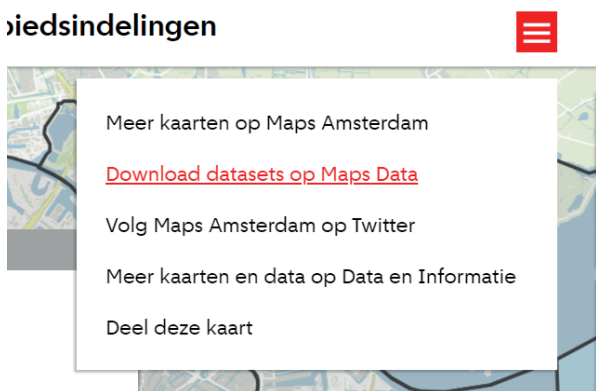 iedsindelingen
Meer kaarten op Maps Amsterdam
Download datasets op Maps Data
Volg Maps Amsterdam op Twitter
Meer kaarten en data op Data en Informatie
Deel deze kaart